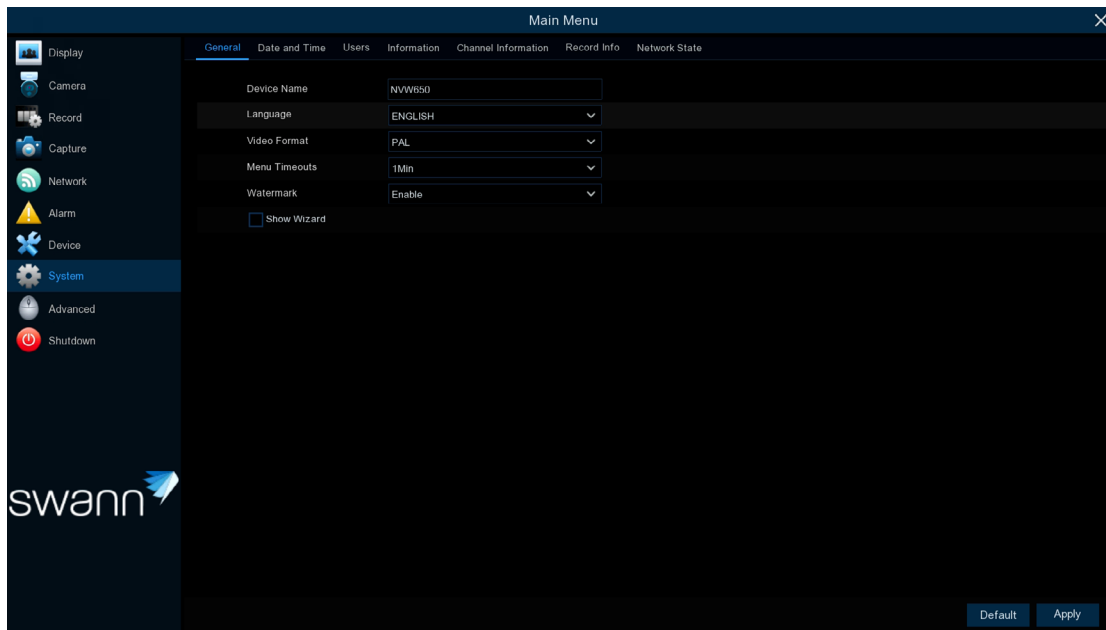 Main Menu
Display
Camera
Record
Capture
Network
Alarm
Device
System
Advanced
Shutdown
swann
General Date and Time Users Information Channel Information Record Info Network State
Device Name NVW650
Language ENGLISH
Video Format PAL
Menu Timeouts 1Min
Watermark Enable
Show Wizard
Default Apply